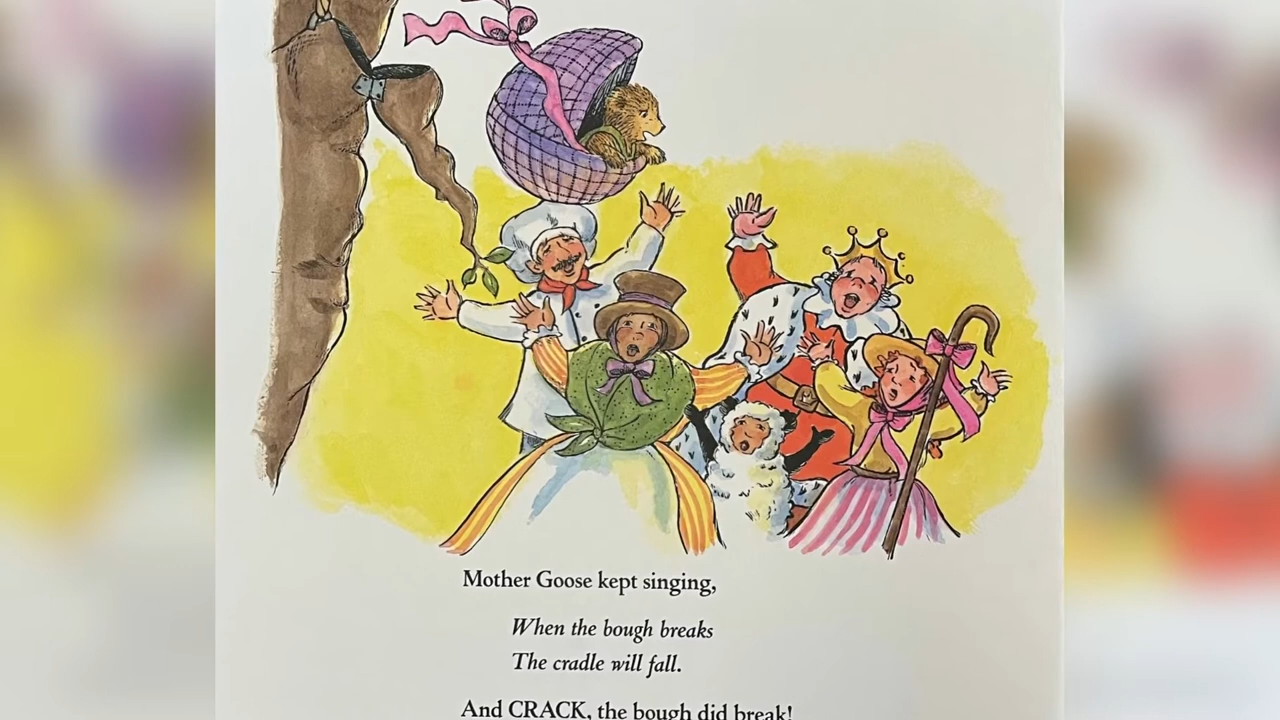 Mother Goose kept singing,
When the bough breaks
The cradle will fall.
And CRACK, the bough did break!